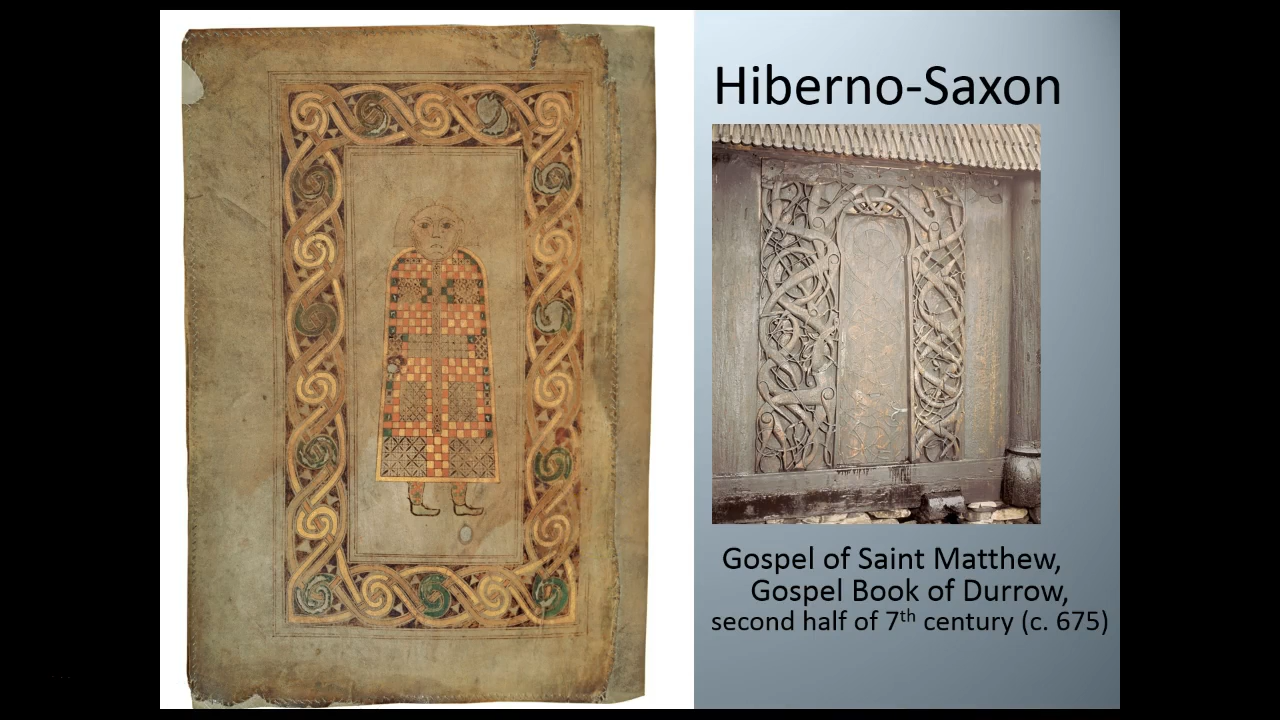 Hiberno-Saxon
Gospel of Saint Matthew,
Gospel Book of Durrow,
second half of 7th century (c. 675)